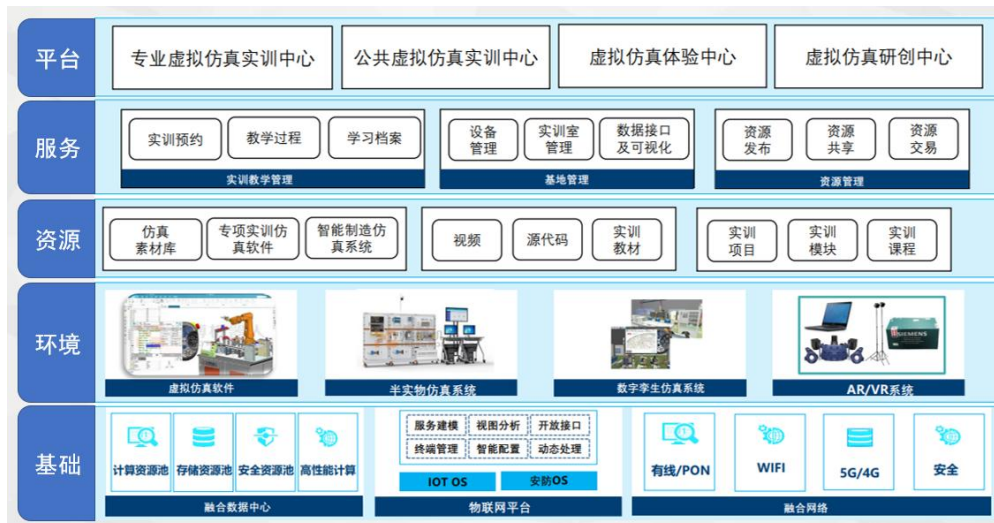 平台
专业虚拟仿真实训中心
公共虚拟仿真实训中心
虚拟仿真体验中心
虚拟仿真研创中心
服务
实训预约
教学过程
学习档案
实训教学管理
设备
管理
实训室
管理
数据接口
及可视化
基地管理
资源
发布
资源
共享
资源
交易
资源管理
资源
仿真
素材库
专项实训仿
真软件
智能制造仿
真系统
视频
源代码
实训
教材
实训
项目
实训
模块
实训
课程
环境
虚拟仿真软件
半实物仿真系统
数字孪生仿真系统
SIEMENS
AR/VR系统
基础
计算资源池
存储资源池
安全资源池
高性能计算
融合数据中心
服务建模
视图分析
开放接口
终端管理
智能配置
动态处理
IOT OS
安防OS
物联网平台
有线/PON
WIFI
5G/4G
安全
融合网络